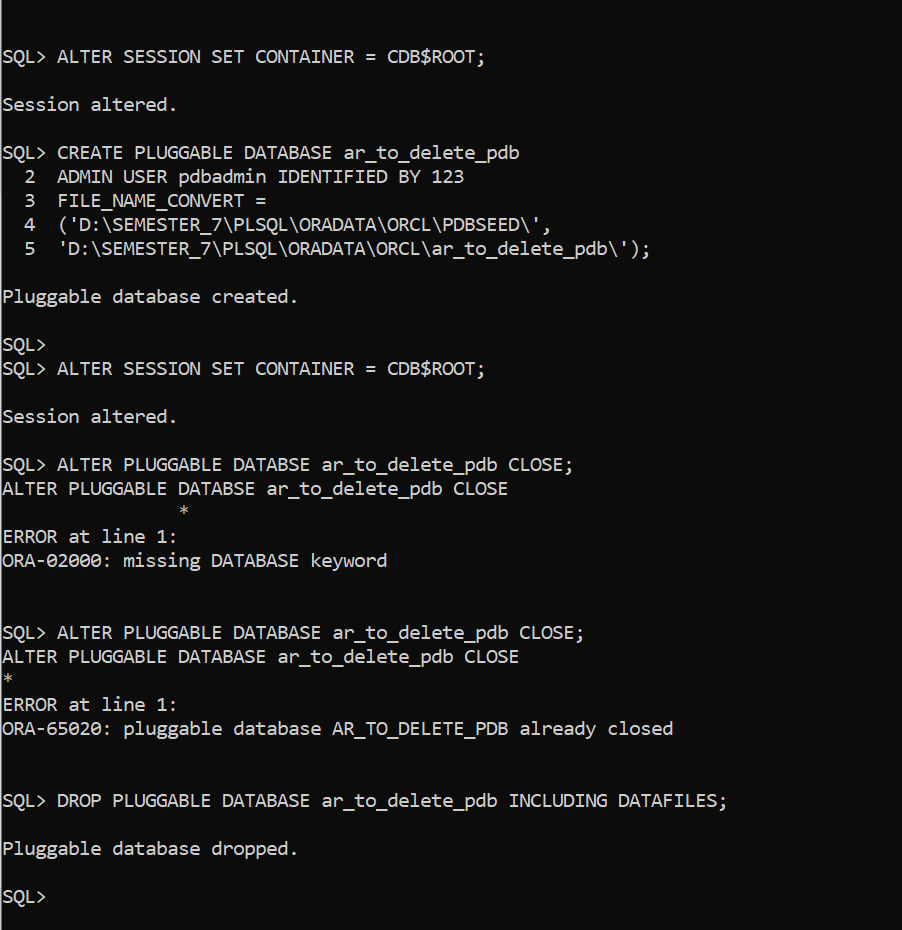 SQL> ALTER SESSION SET CONTAINER = CDB$ROOT;
Session altered.
SQL> CREATE PLUGGABLE DATABASE ar_to_delete_pdb
  2  ADMIN USER pdbadmin IDENTIFIED BY 123
  3  FILE_NAME_CONVERT =
  4  ('D:\SEMESTER_7\PLSQL\ORADATA\ORCL\PDBSEED\',
  5  'D:\SEMESTER_7\PLSQL\ORADATA\ORCL\ar_to_delete_pdb\');
Pluggable database created.
SQL>
SQL> ALTER SESSION SET CONTAINER = CDB$ROOT;
Session altered.
SQL> ALTER PLUGGABLE DATABSE ar_to_delete_pdb CLOSE;
ALTER PLUGGABLE DATABSE ar_to_delete_pdb CLOSE
                *
ERROR at line 1:
ORA-02000: missing DATABASE keyword
SQL> ALTER PLUGGABLE DATABASE ar_to_delete_pdb CLOSE;
ALTER PLUGGABLE DATABASE ar_to_delete_pdb CLOSE
*
ERROR at line 1:
ORA-65020: pluggable database AR_TO_DELETE_PDB already closed
SQL> DROP PLUGGABLE DATABASE ar_to_delete_pdb INCLUDING DATAFILES;
Pluggable database dropped.
SQL>